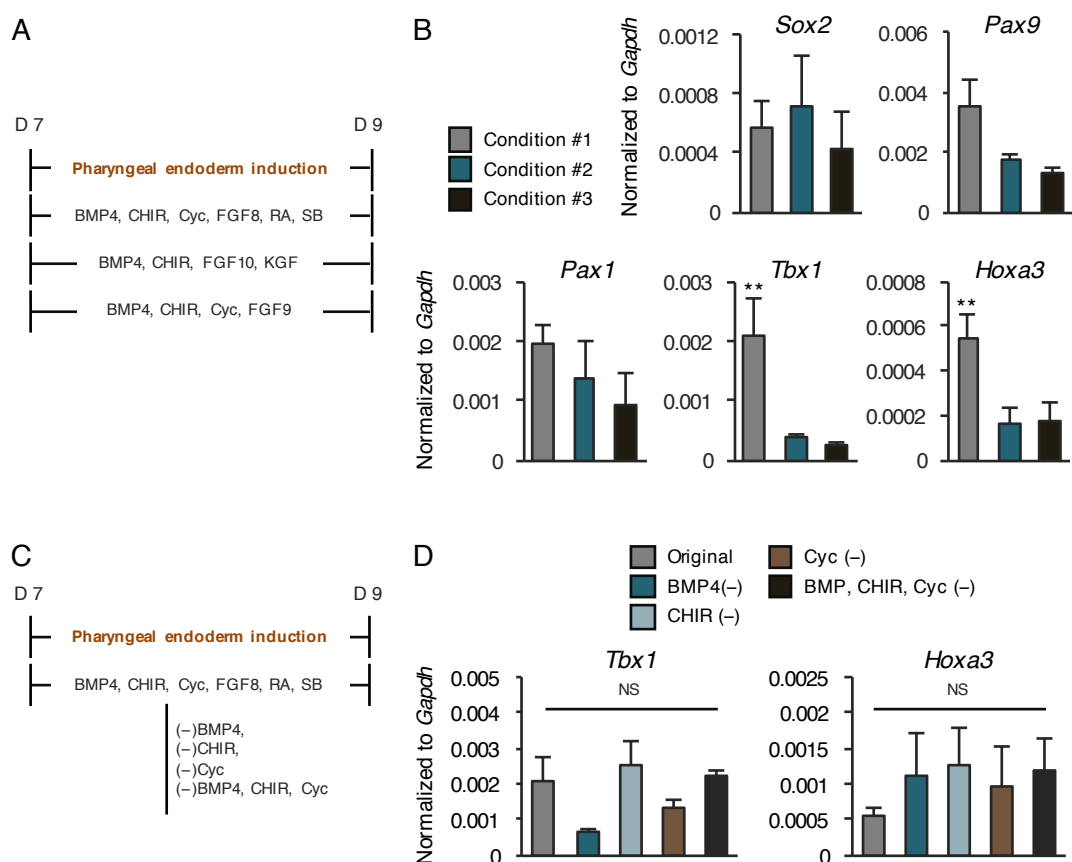 A
D 7 D 9
Pharyngeal endoderm induction
BMP4, CHIR, Cyc, FGF8, RA, SB
BMP4, CHIR, FGF10, KGF
BMP4, CHIR, Cyc, FGF9
B
Condition #1
Condition #2
Condition #3
Normalized to Gapdh
Sox2
0.0012
0.0008
0.0004
0
Pax9
0.006
0.004
0.002
0
Normalized to Gapdh
Pax1
0.003
0.002
0.001
0
Tbx1
0.003
0.002
0.001
0
**
Hoxa3
0.0008
0.0006
0.0004
0.0002
0
**
C
D 7 D 9
Pharyngeal endoderm induction
BMP4, CHIR, Cyc, FGF8, RA, SB
(–)BMP4,
(–)CHIR,
(–)Cyc
(–)BMP4, CHIR, Cyc
D
Original
BMP4(–)
CHIR (–)
Cyc (–)
BMP, CHIR, Cyc (–)
Normalized to Gapdh
Tbx1
NS
0.005
0.004
0.003
0.002
0.001
0
Hoxa3
NS
0.0025
0.002
0.0015
0.001
0.0005
0